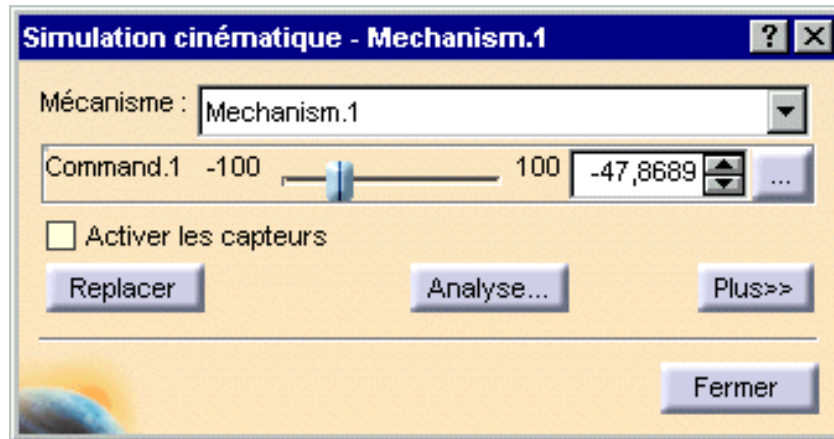 Simulation cinématique - Mechanism.1 ?
Mécanisme : Mechanism.1
Command.1 -100 100 -47,8689 ...
Activer les capteurs
Replacer Analyse... Plus>>
Fermer